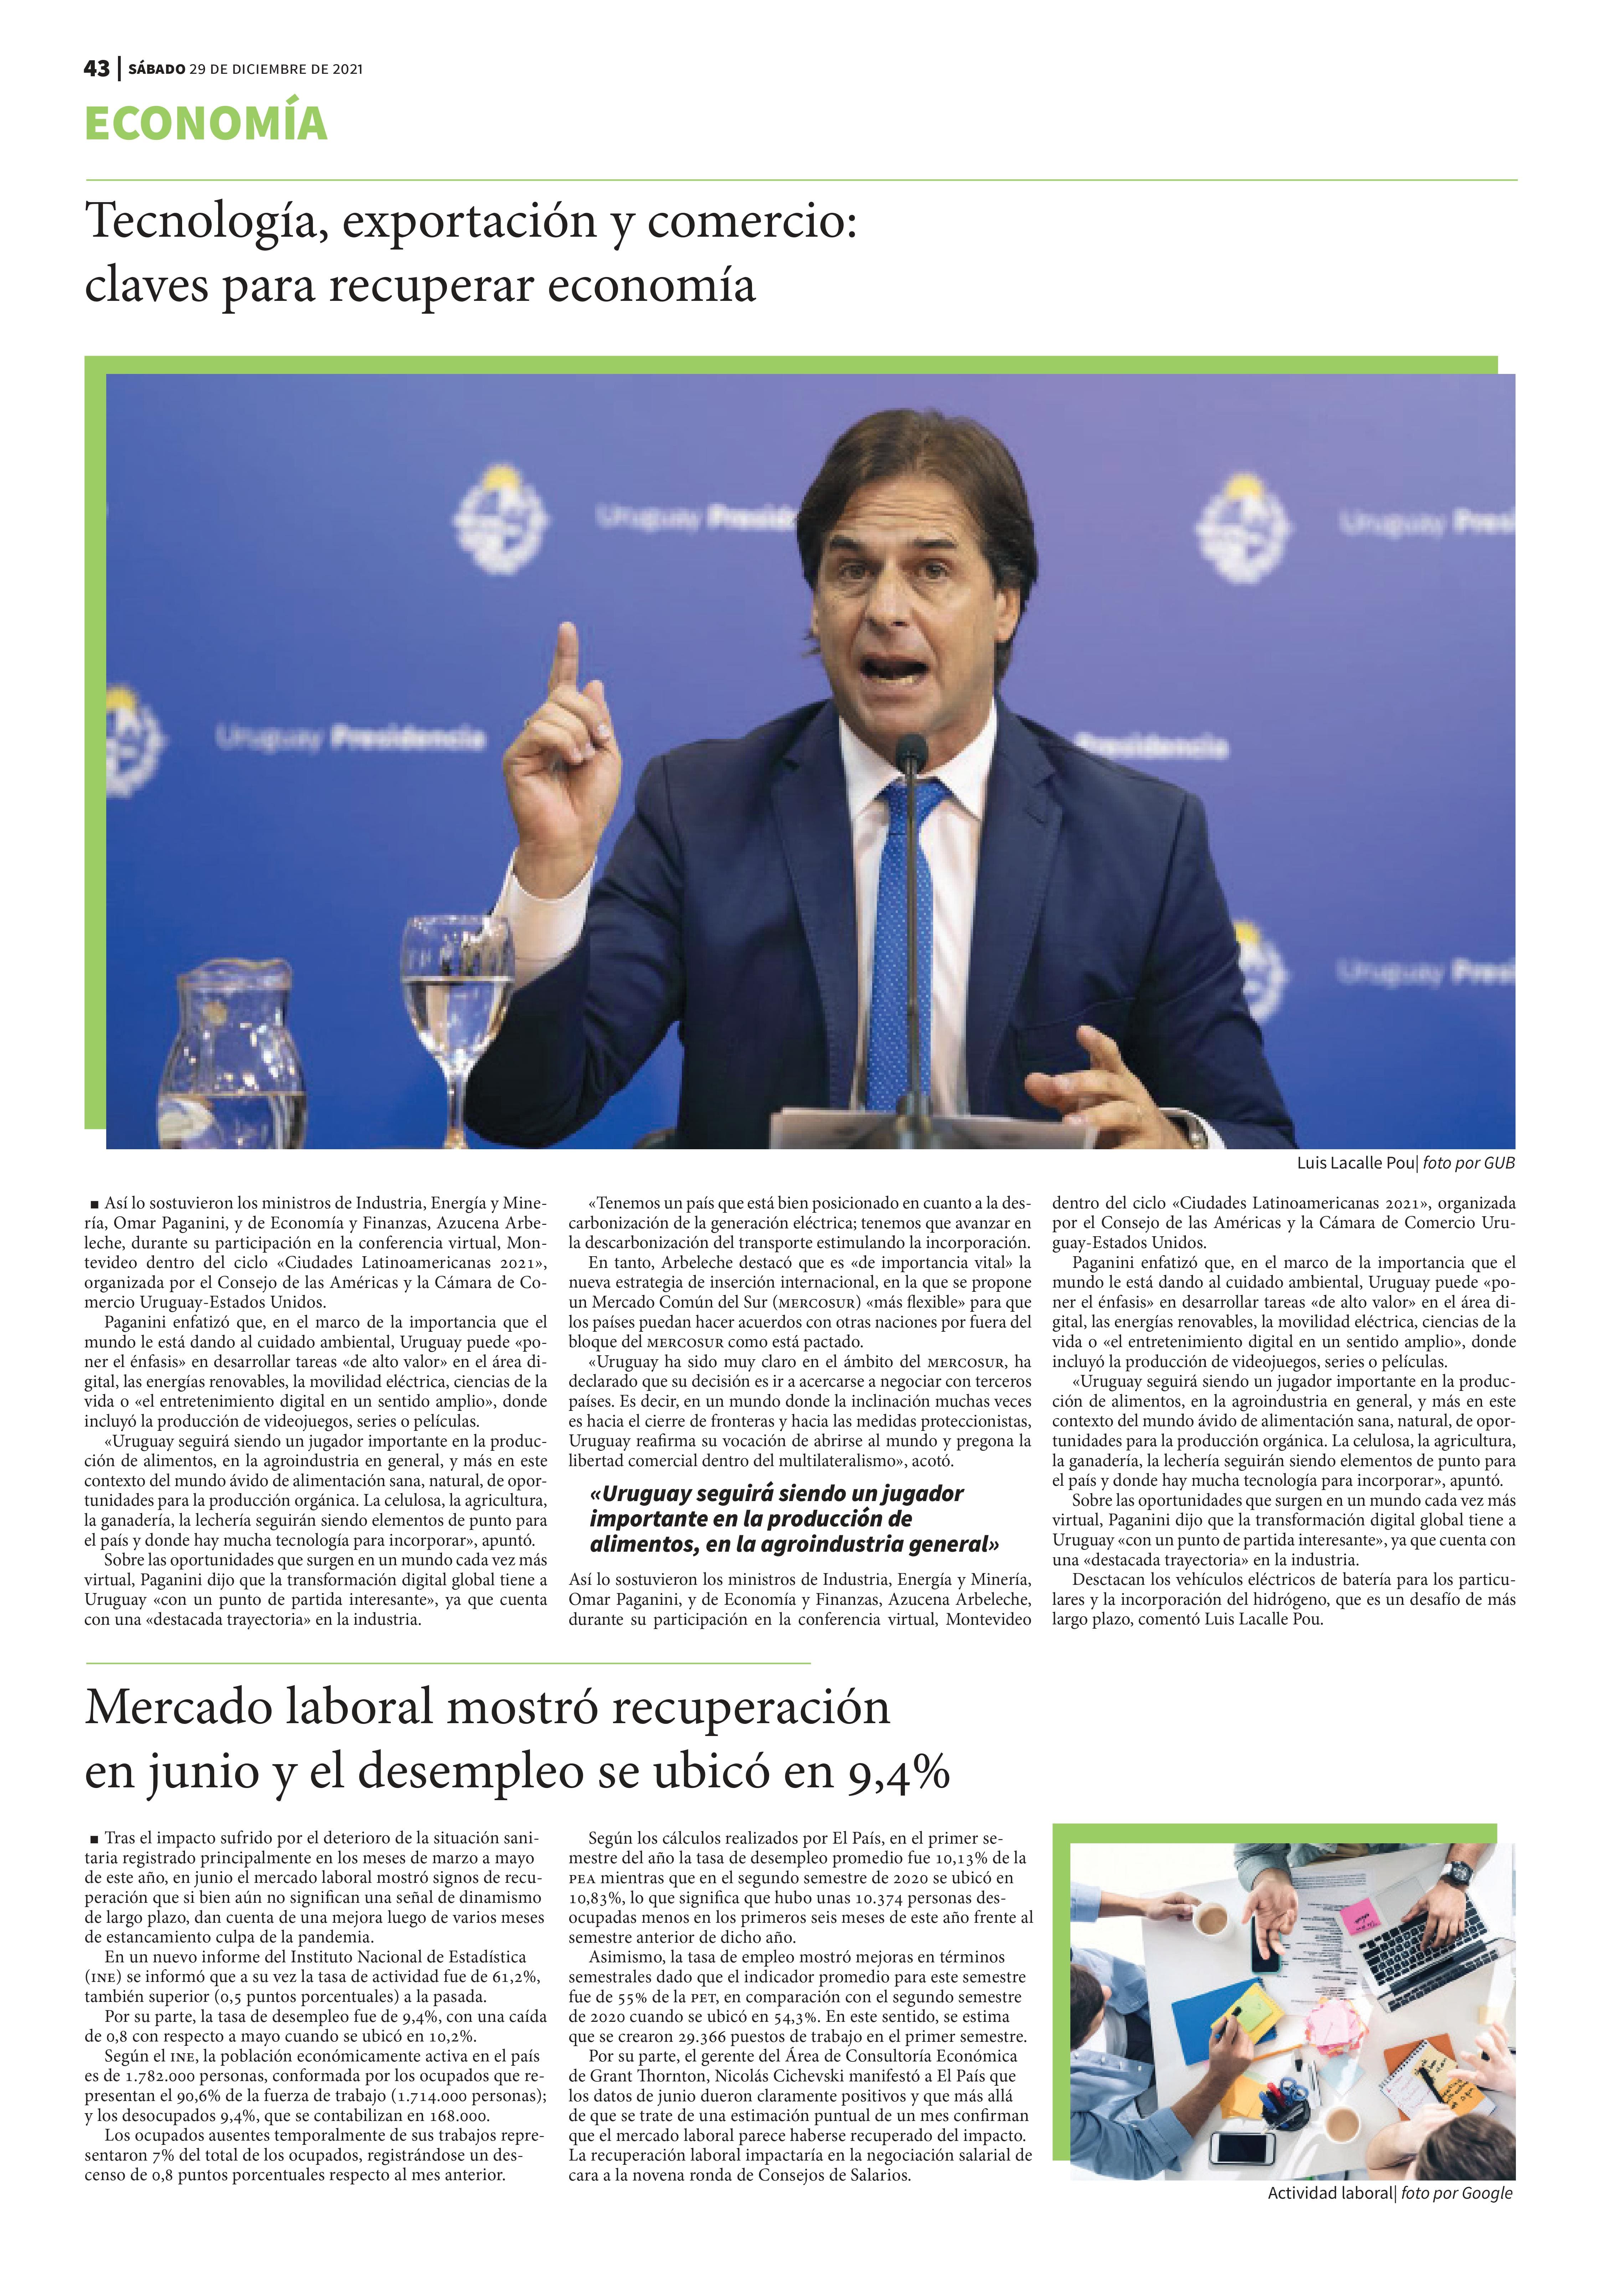 43 | SÁBADO 29 DE DICIEMBRE DE 2021
ECONOMÍA
Tecnología, exportación y comercio:
claves para recuperar economía
Uruguay Presid
Uruguay Presi
Uruguay Presidencia
Presidencia
Uruguay Presi
Luis Lacalle Pou| foto por GUB
■ Así lo sostuvieron los ministros de Industria, Energía y Mine-
ría, Omar Paganini, y de Economía y Finanzas, Azucena Arbe-
leche, durante su participación en la conferencia virtual, Mon-
tevideo dentro del ciclo «Ciudades Latinoamericanas 2021»,
organizada por el Consejo de las Américas y la Cámara de Co-
mercio Uruguay-Estados Unidos.
Paganini enfatizó que, en el marco de la importancia que el
mundo le está dando al cuidado ambiental, Uruguay puede «po-
ner el énfasis» en desarrollar tareas «de alto valor» en el área di-
gital, las energías renovables, la movilidad eléctrica, ciencias de la
vida o «el entretenimiento digital en un sentido amplio», donde
incluyó la producción de videojuegos, series o películas.
«Uruguay seguirá siendo un jugador importante en la produc-
ción de alimentos, en la agroindustria en general, y más en este
contexto del mundo ávido de alimentación sana, natural, de opor-
tunidades para la producción orgánica. La celulosa, la agricultura,
la ganadería, la lechería seguirán siendo elementos de punto para
el país y donde hay mucha tecnología para incorporar», apuntó.
Sobre las oportunidades que surgen en un mundo cada vez más
virtual, Paganini dijo que la transformación digital global tiene a
Uruguay «con un punto de partida interesante», ya que cuenta
con una «destacada trayectoria» en la industria.
«Tenemos un país que está bien posicionado en cuanto a la des-
carbonización de la generación eléctrica; tenemos que avanzar en
la descarbonización del transporte estimulando la incorporación.
En tanto, Arbeleche destacó que es «de importancia vital» la
nueva estrategia de inserción internacional, en la que se propone
un Mercado Común del Sur (MERCOSUR) «más flexible» para que
los países puedan hacer acuerdos con otras naciones por fuera del
bloque del MERCOSUR como está pactado.
«Uruguay ha sido muy claro en el ámbito del MERCOSUR, ha
declarado que su decisión es ir a acercarse a negociar con terceros
países. Es decir, en un mundo donde la inclinación muchas veces
es hacia el cierre de fronteras y hacia las medidas proteccionistas,
Uruguay reafirma su vocación de abrirse al mundo y pregona la
libertad comercial dentro del multilateralismo», acotó.
«Uruguay seguirá siendo un jugador
importante en la producción de
alimentos, en la agroindustria general»
Así lo sostuvieron los ministros de Industria, Energía y Minería,
Omar Paganini, y de Economía y Finanzas, Azucena Arbeleche,
durante su participación en la conferencia virtual, Montevideo
dentro del ciclo «Ciudades Latinoamericanas 2021», organizada
por el Consejo de las Américas y la Cámara de Comercio Uru-
guay-Estados Unidos.
Paganini enfatizó que, en el marco de la importancia que el
mundo le está dando al cuidado ambiental, Uruguay puede «po-
ner el énfasis» en desarrollar tareas «de alto valor» en el área di-
gital, las energías renovables, la movilidad eléctrica, ciencias de la
vida o «el entretenimiento digital en un sentido amplio», donde
incluyó la producción de videojuegos, series o películas.
«Uruguay seguirá siendo un jugador importante en la produc-
ción de alimentos, en la agroindustria en general, y más en este
contexto del mundo ávido de alimentación sana, natural, de opor-
tunidades para la producción orgánica. La celulosa, la agricultura,
la ganadería, la lechería seguirán siendo elementos de punto para
el país y donde hay mucha tecnología para incorporar», apuntó.
Sobre las oportunidades que surgen en un mundo cada vez más
virtual, Paganini dijo que la transformación digital global tiene a
Uruguay «con un punto de partida interesante», ya que cuenta con
una «destacada trayectoria» en la industria.
Desctacan los vehículos eléctricos de batería para los particu-
lares y la incorporación del hidrógeno, que es un desafío de más
largo plazo, comentó Luis Lacalle Pou.
Mercado laboral mostró recuperación
en junio y el desempleo se ubicó en 9,4%
■ Tras el impacto sufrido por el deterioro de la situación sani-
taria registrado principalmente en los meses de marzo a mayo
de este año, en junio el mercado laboral mostró signos de recu-
peración que si bien aún no significan una señal de dinamismo
de largo plazo, dan cuenta de una mejora luego de varios meses
de estancamiento culpa de la pandemia.
En un nuevo informe del Instituto Nacional de Estadística
(INE) se informó que a su vez la tasa de actividad fue de 61,2%,
también superior (0,5 puntos porcentuales) a la pasada.
Por su parte, la tasa de desempleo fue de 9,4%, con una caída
de 0,8 con respecto a mayo cuando se ubicó en 10,2%.
Según el INE, la población económicamente activa en el país
es de 1.782.000 personas, conformada por los ocupados que re-
presentan el 90,6% de la fuerza de trabajo (1.714.000 personas);
y los desocupados 9,4%, que se contabilizan en 168.000.
Los ocupados ausentes temporalmente de sus trabajos repre-
sentaron 7% del total de los ocupados, registrándose un des-
censo de 0,8 puntos porcentuales respecto al mes anterior.
Según los cálculos realizados por El País, en el primer se-
mestre del año la tasa de desempleo promedio fue 10,13% de la
PEA mientras que en el segundo semestre de 2020 se ubicó en
10,83%, lo que significa que hubo unas 10.374 personas des-
ocupadas menos en los primeros seis meses de este año frente al
semestre anterior de dicho año.
Asimismo, la tasa de empleo mostró mejoras en términos
semestrales dado que el indicador promedio para este semestre
fue de 55% de la PET, en comparación con el segundo semestre
de 2020 cuando se ubicó en 54,3%. En este sentido, se estima
que se crearon 29.366 puestos de trabajo en el primer semestre.
Por su parte, el gerente del Área de Consultoría Económica
de Grant Thornton, Nicolás Cichevski manifestó a El País que
los datos de junio dueron claramente positivos y que más allá
de que se trate de una estimación puntual de un mes confirman
que el mercado laboral parece haberse recuperado del impacto.
La recuperación laboral impactaría en la negociación salarial de
cara a la novena ronda de Consejos de Salarios.
Actividad laboral| foto por Google